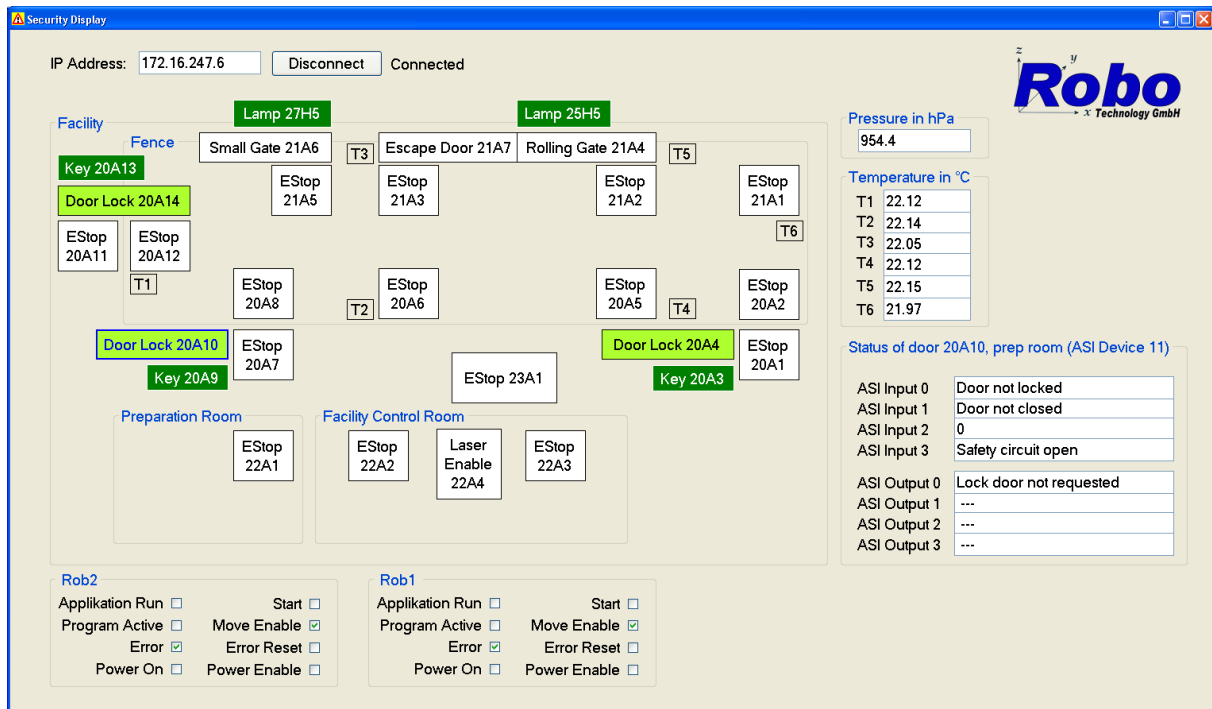 Security Display
IP Address: 172.16.247.6 Disconnect Connected
z
y
Robo
x Technology GmbH
Facility
Lamp 27H5 Lamp 25H5
Fence
Small Gate 21A6 T3 Escape Door 21A7 Rolling Gate 21A4 T5
Key 20A13
Door Lock 20A14
EStop
21A5
EStop
21A3
EStop
21A2
EStop
21A1
EStop
20A11
EStop
20A12
T6
T1
EStop
20A8
T2
EStop
20A6
EStop
20A5
T4
EStop
20A2
Door Lock 20A10
EStop
20A7
Door Lock 20A4
EStop
20A1
Key 20A9
EStop 23A1
Key 20A3
Preparation Room
EStop
22A1
Facility Control Room
EStop
22A2
Laser
Enable
22A4
EStop
22A3
Pressure in hPa
954.4
Temperature in °C
T1 22.12
T2 22.14
T3 22.05
T4 22.12
T5 22.15
T6 21.97
Status of door 20A10, prep room (ASI Device 11)
ASI Input 0 Door not locked
ASI Input 1 Door not closed
ASI Input 2 0
ASI Input 3 Safety circuit open
ASI Output 0 Lock door not requested
ASI Output 1 ---
ASI Output 2 ---
ASI Output 3 ---
Rob2
Applikation Run Start
Program Active Move Enable
Error Error Reset
Power On Power Enable
Rob1
Applikation Run Start
Program Active Move Enable
Error Error Reset
Power On Power Enable